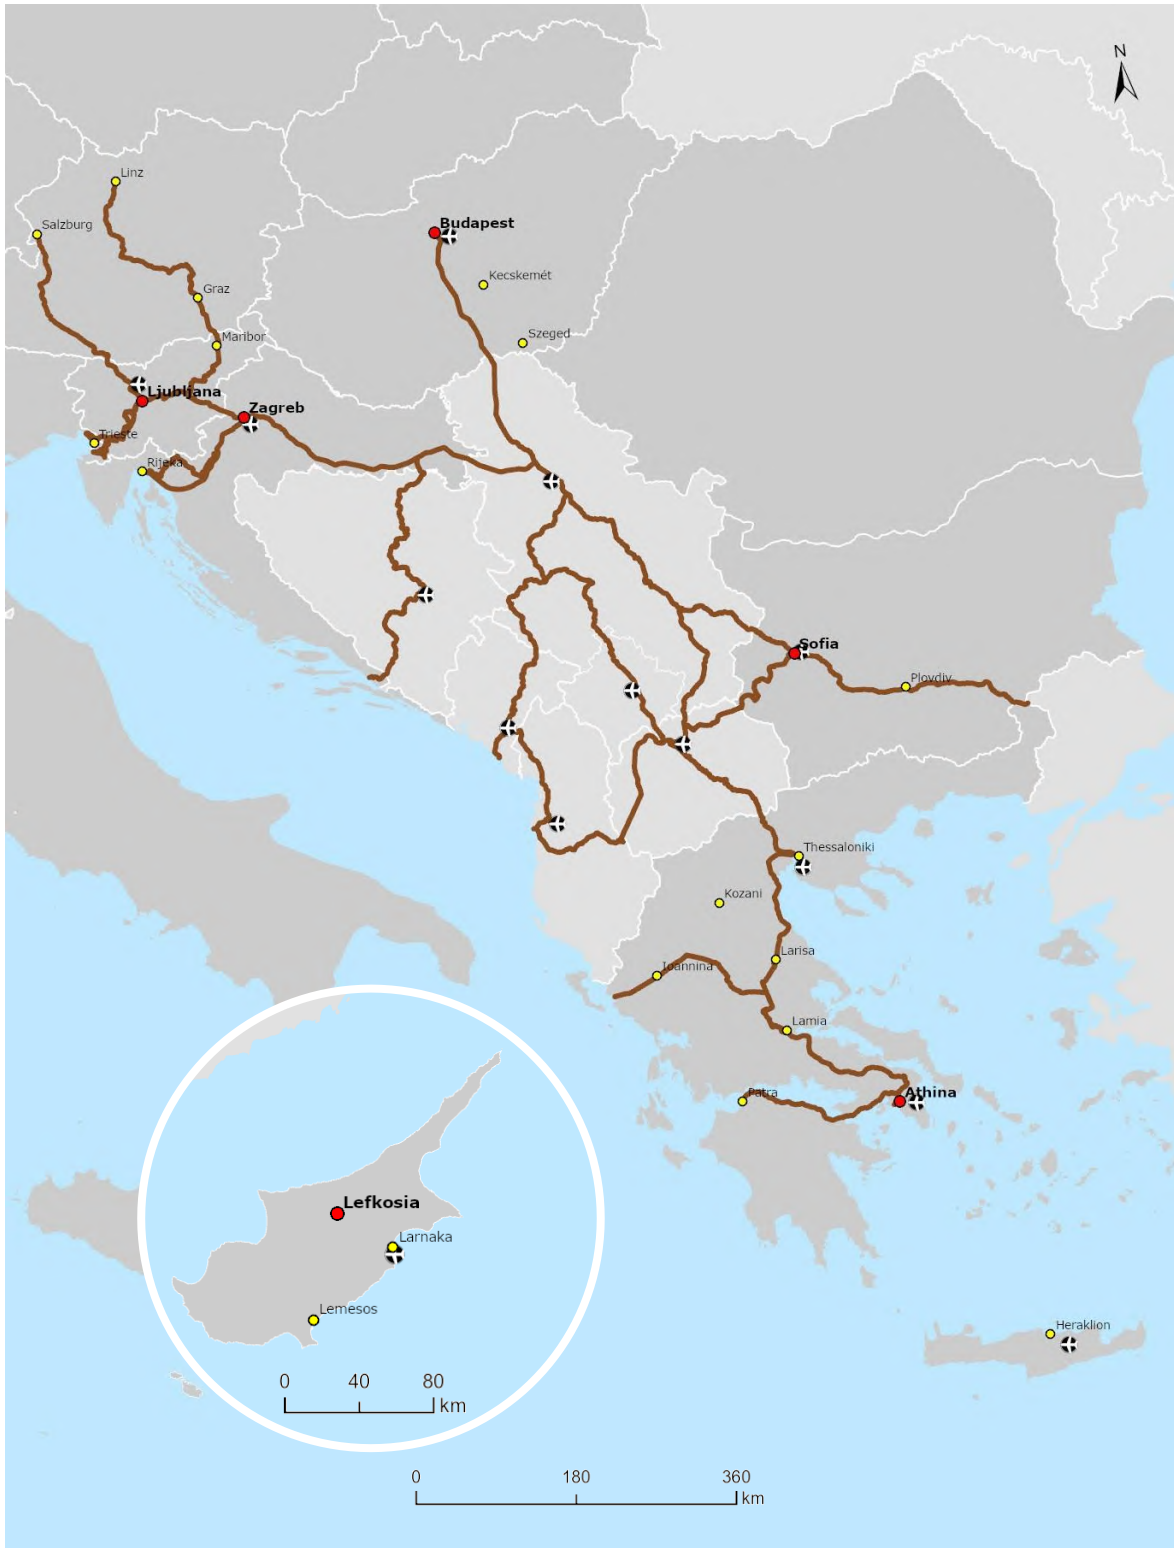 N
Linz
Salzburg
Budapest
Kecskemét
Graz
Szeged
Maribor
Ljubljana
Zagreb
Trieste
Rijeka
Sofia
Plovdiv
Thessaloniki
Kozani
Larisa
Ioannina
Lamia
Patra
Athina
Lefkosia
Larnaka
Lemesos
Heraklion
0 40 80
km
0 180 360
km